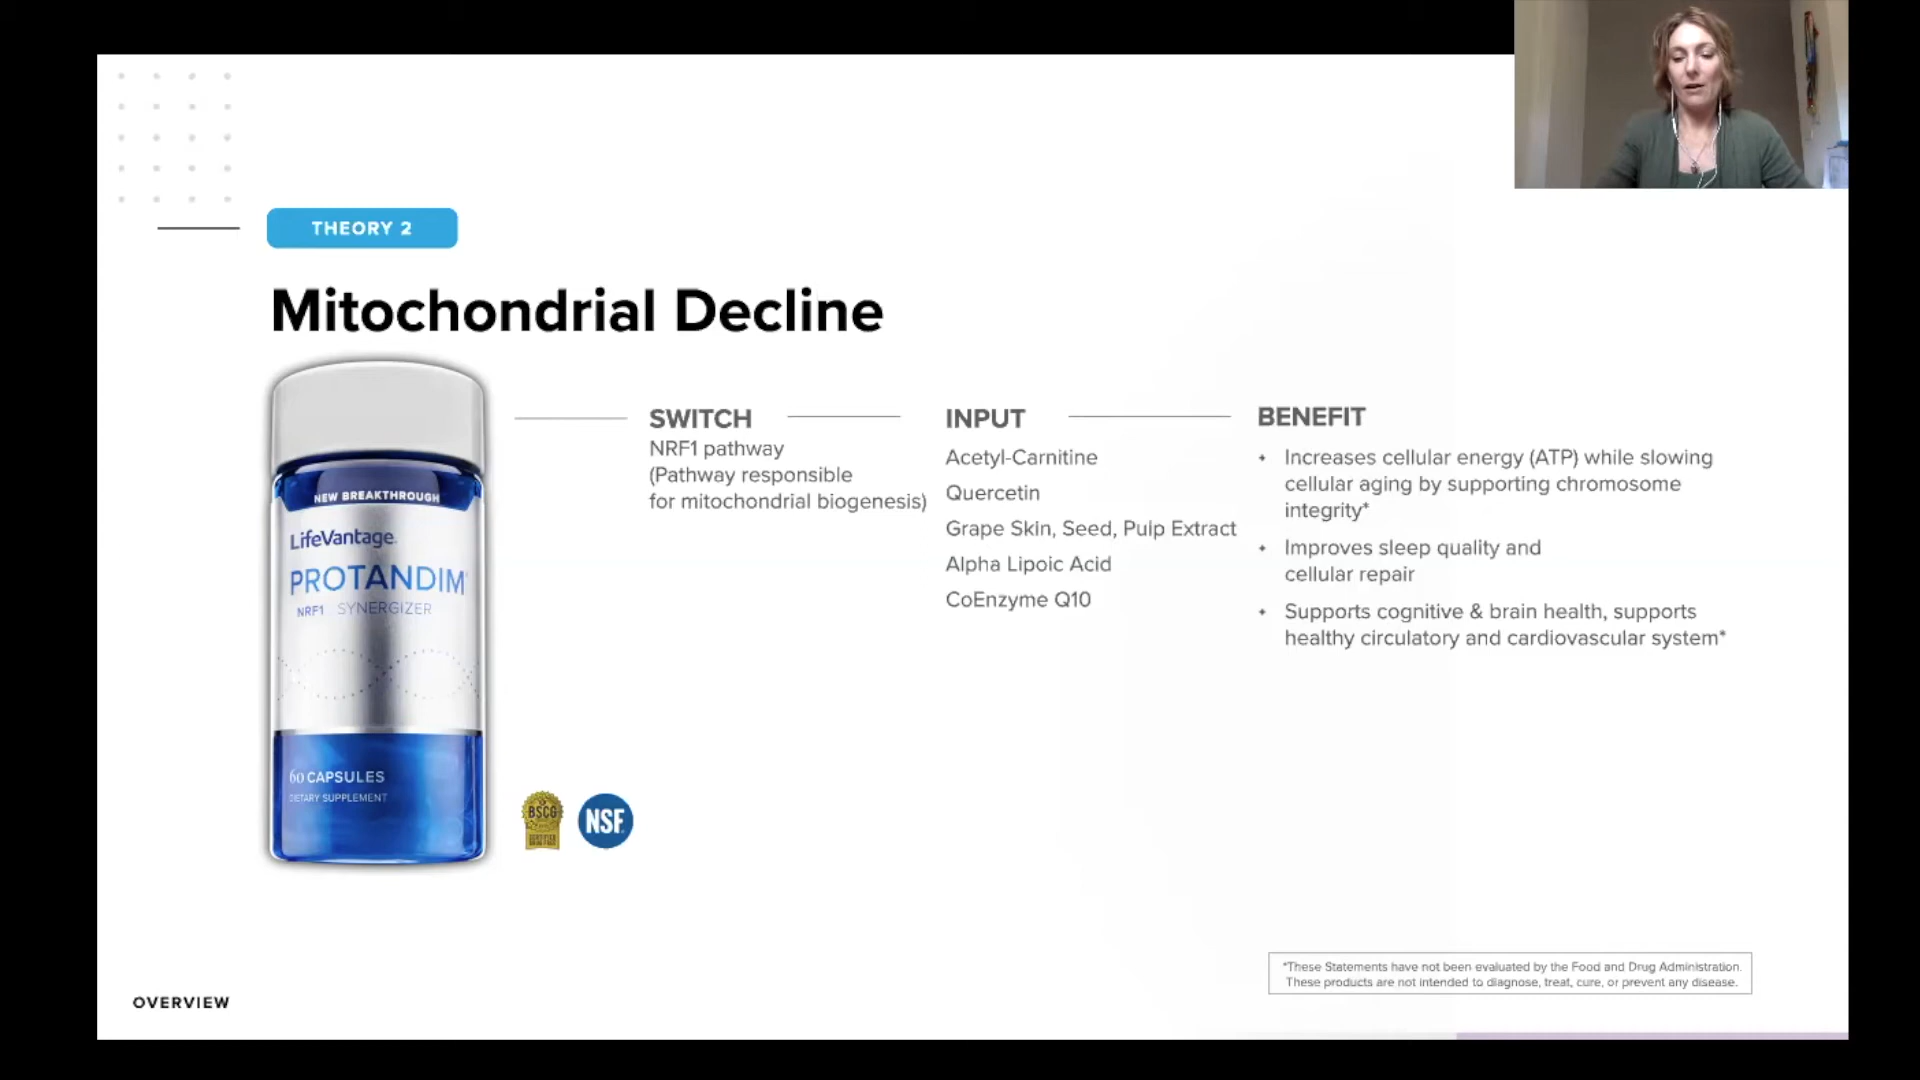 THEORY 2
Mitochondrial Decline
NEW BREAKTHROUGH
LifeVantage
PROTANDIM
NRF1 SYNERGIZER
60 CAPSULES
DIETARY SUPPLEMENT
BSCG
CERTIFIED
DRUG FREE
NSF
SWITCH
NRF1 pathway
(Pathway responsible
for mitochondrial biogenesis)
INPUT
Acetyl-Carnitine
Quercetin
Grape Skin, Seed, Pulp Extract
Alpha Lipoic Acid
CoEnzyme Q10
BENEFIT
• Increases cellular energy (ATP) while slowing
cellular aging by supporting chromosome
integrity*
• Improves sleep quality and
cellular repair
• Supports cognitive & brain health, supports
healthy circulatory and cardiovascular system*
*These Statements have not been evaluated by the Food and Drug Administration.
These products are not intended to diagnose, treat, cure, or prevent any disease.
OVERVIEW